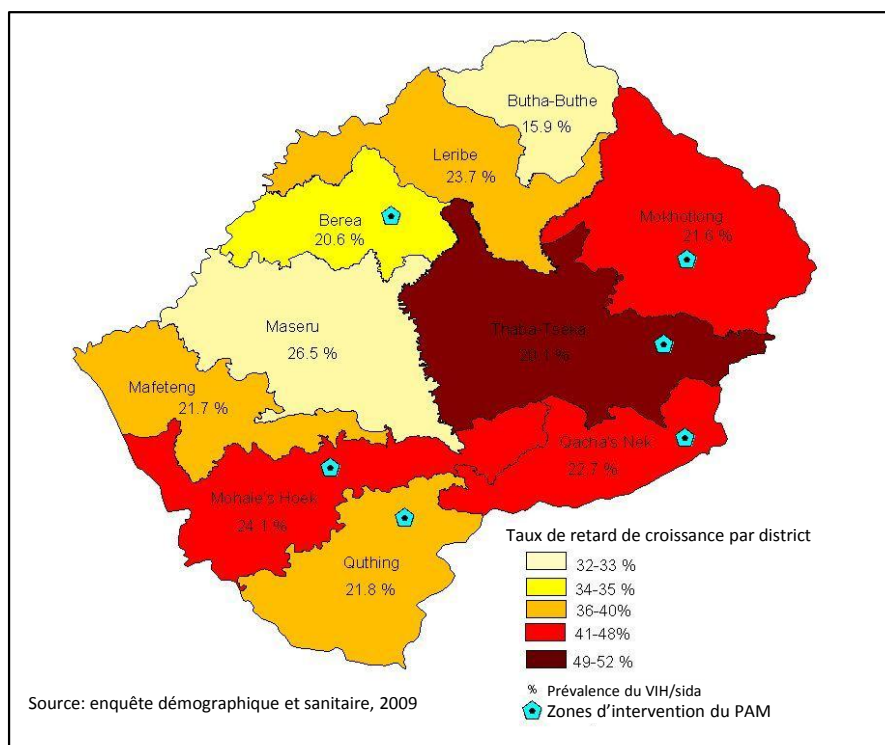 Butha-Buthe
15.9 %
Leribe
23.7 %
Mokhotlong
21.6 %
Berea
20.6 %
Thaba-Tseka
20.1 %
Maseru
26.5 %
Mafeteng
21.7 %
Qacha's Nek
22.7 %
Mohale's Hoek
24.1 %
Quthing
21.8 %
Taux de retard de croissance par district
32-33 %
34-35 %
36-40%
41-48%
49-52 %
% Prévalence du VIH/sida
Zones d'intervention du PAM
Source: enquête démographique et sanitaire, 2009